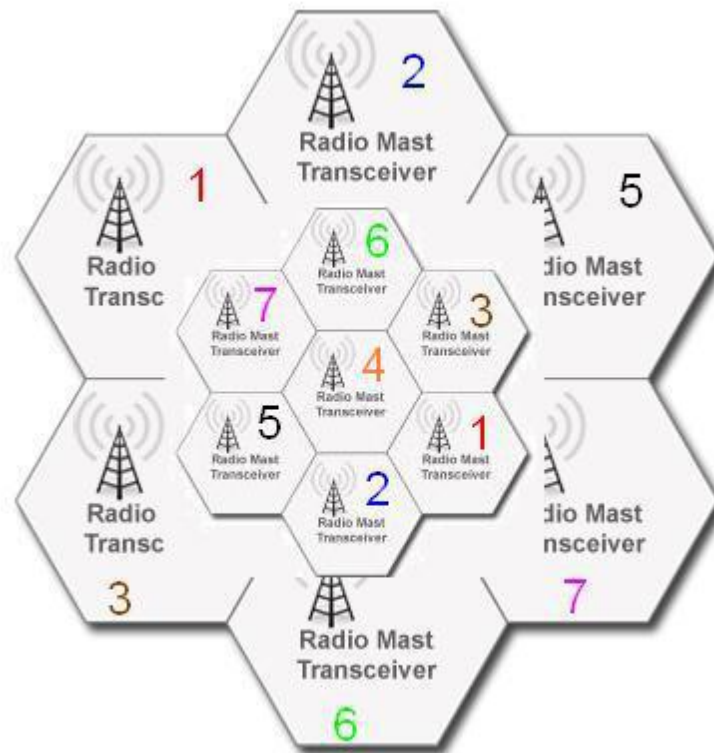 2
Radio Mast
Transceiver
1
Radio
Transc
5
dio Mast
nsceiver
6
Radio Mast
Transceiver
7
Radio Mast
Transceiver
3
Radio Mast
Transceiver
4
Radio Mast
Transceiver
5
Radio Mast
Transceiver
1
Radio Mast
Transceiver
2
Radio Mast
Transceiver
Radio
Transc
3
dio Mast
nsceiver
7
Radio Mast
Transceiver
6